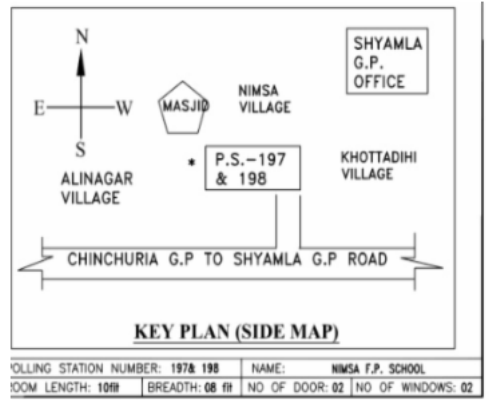 N
E
W
S
MASJID
NIMSA
VILLAGE
SHYAMLA
G.P.
OFFICE
* P.S.-197
& 198
KHOTTADIHI
VILLAGE
ALINAGAR
VILLAGE
CHINCHURIA G.P TO SHYAMLA G.P ROAD
KEY PLAN (SIDE MAP)
POLLING STATION NUMBER: 197& 198 NAME: NIMSA F.P. SCHOOL
ROOM LENGTH: 10fit BREADTH: 08 fit NO OF DOOR: 02 NO OF WINDOWS: 02